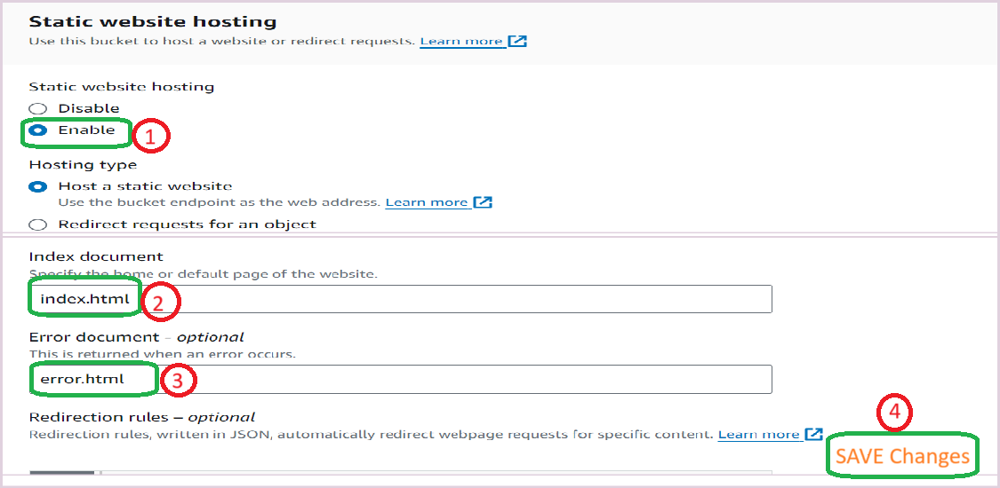 Static website hosting
Use this bucket to host a website or redirect requests. Learn more
Static website hosting
Disable
Enable
1
Hosting type
Host a static website
Use the bucket endpoint as the web address. Learn more
Redirect requests for an object
Index document
Specify the home or default page of the website.
index.html
2
Error document - optional
This is returned when an error occurs.
error.html
3
Redirection rules – optional
4
Redirection rules, written in JSON, automatically redirect webpage requests for specific content. Learn more
SAVE Changes